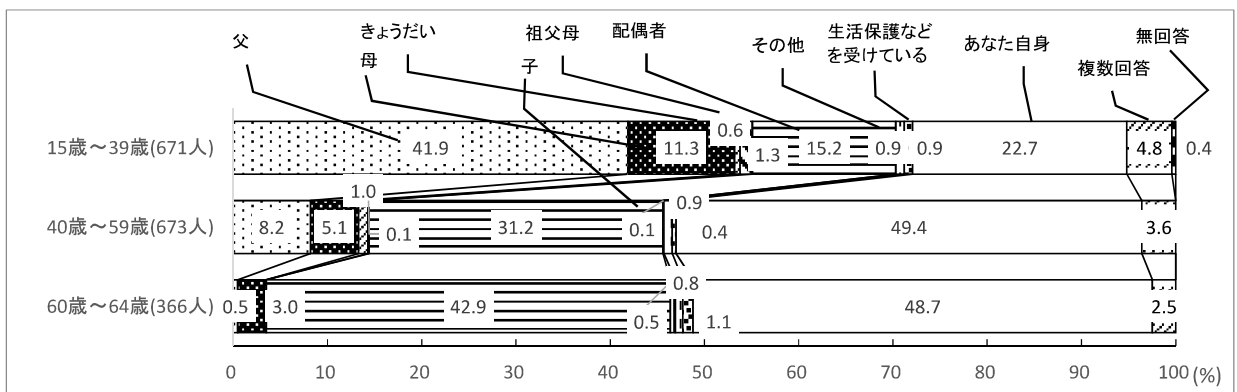 父
きょうだい
母
祖父母
子
配偶者
その他
生活保護など
を受けている
あなた自身
複数回答
無回答
15歳～39歳(671人)
41.9
11.3
0.6
1.3
15.2
0.9
0.9
22.7
4.8
0.4
40歳～59歳(673人)
8.2
5.1
1.0
0.1
31.2
0.1
0.9
0.4
49.4
3.6
60歳～64歳(366人)
0.5
3.0
42.9
0.5
0.8
1.1
48.7
2.5
0 10 20 30 40 50 60 70 80 90 100 (%)